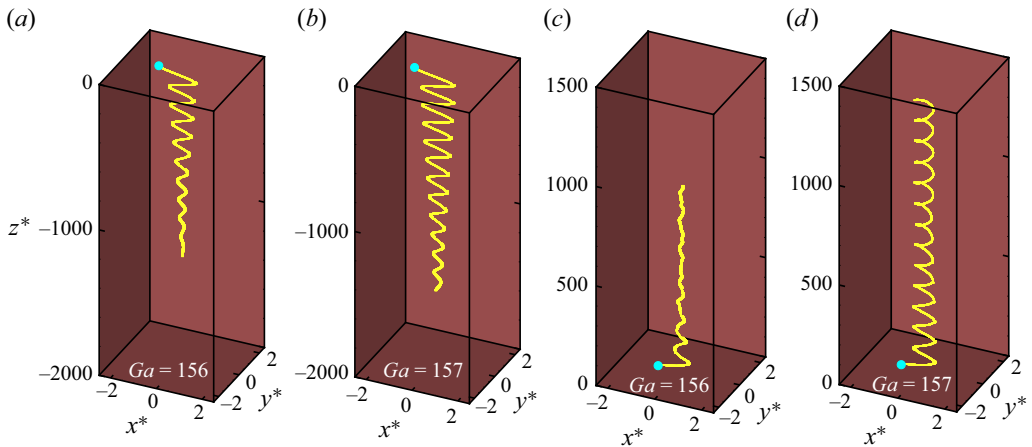 (a) (b) (c) (d)
0 0 1500 1500
z* –1000 –1000 1000 1000
500 500
–2000 –2000 0 0
Ga = 156 Ga = 157 Ga = 156 Ga = 157
–2 0 2 –2 0 2 –2 0 2 –2 0 2
–2 0 2 –2 0 2 –2 0 2 –2 0 2
x* y* x* y* x* y* x* y*